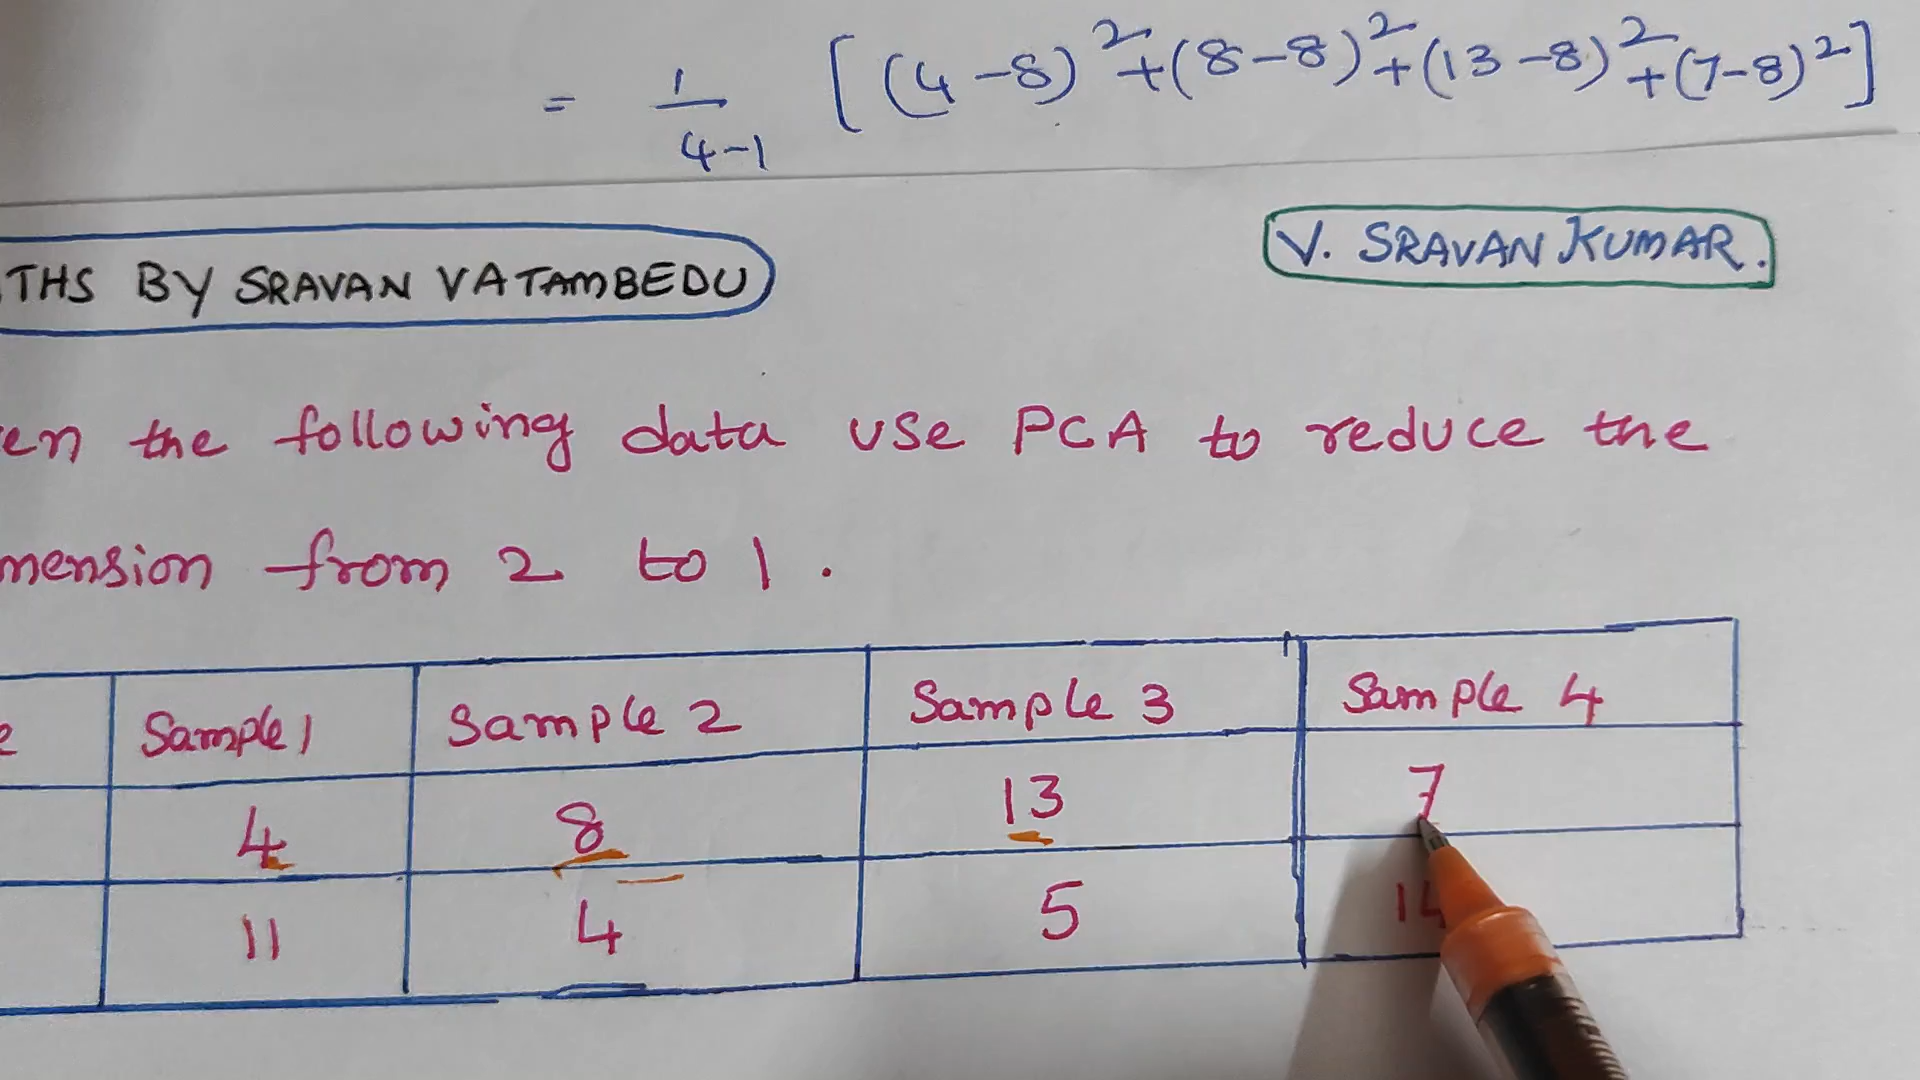 = 1/4-1 [(4-8)²+(8-8)²+(13-8)²+(7-8)²]
THS BY SRAVAN VATAMBEDU
V. SRAVAN KUMAR.
en the following data use PCA to reduce the
mension from 2 to 1.
e Sample 1 Sample 2 Sample 3 Sample 4
4 8 13 7
11 4 5 14